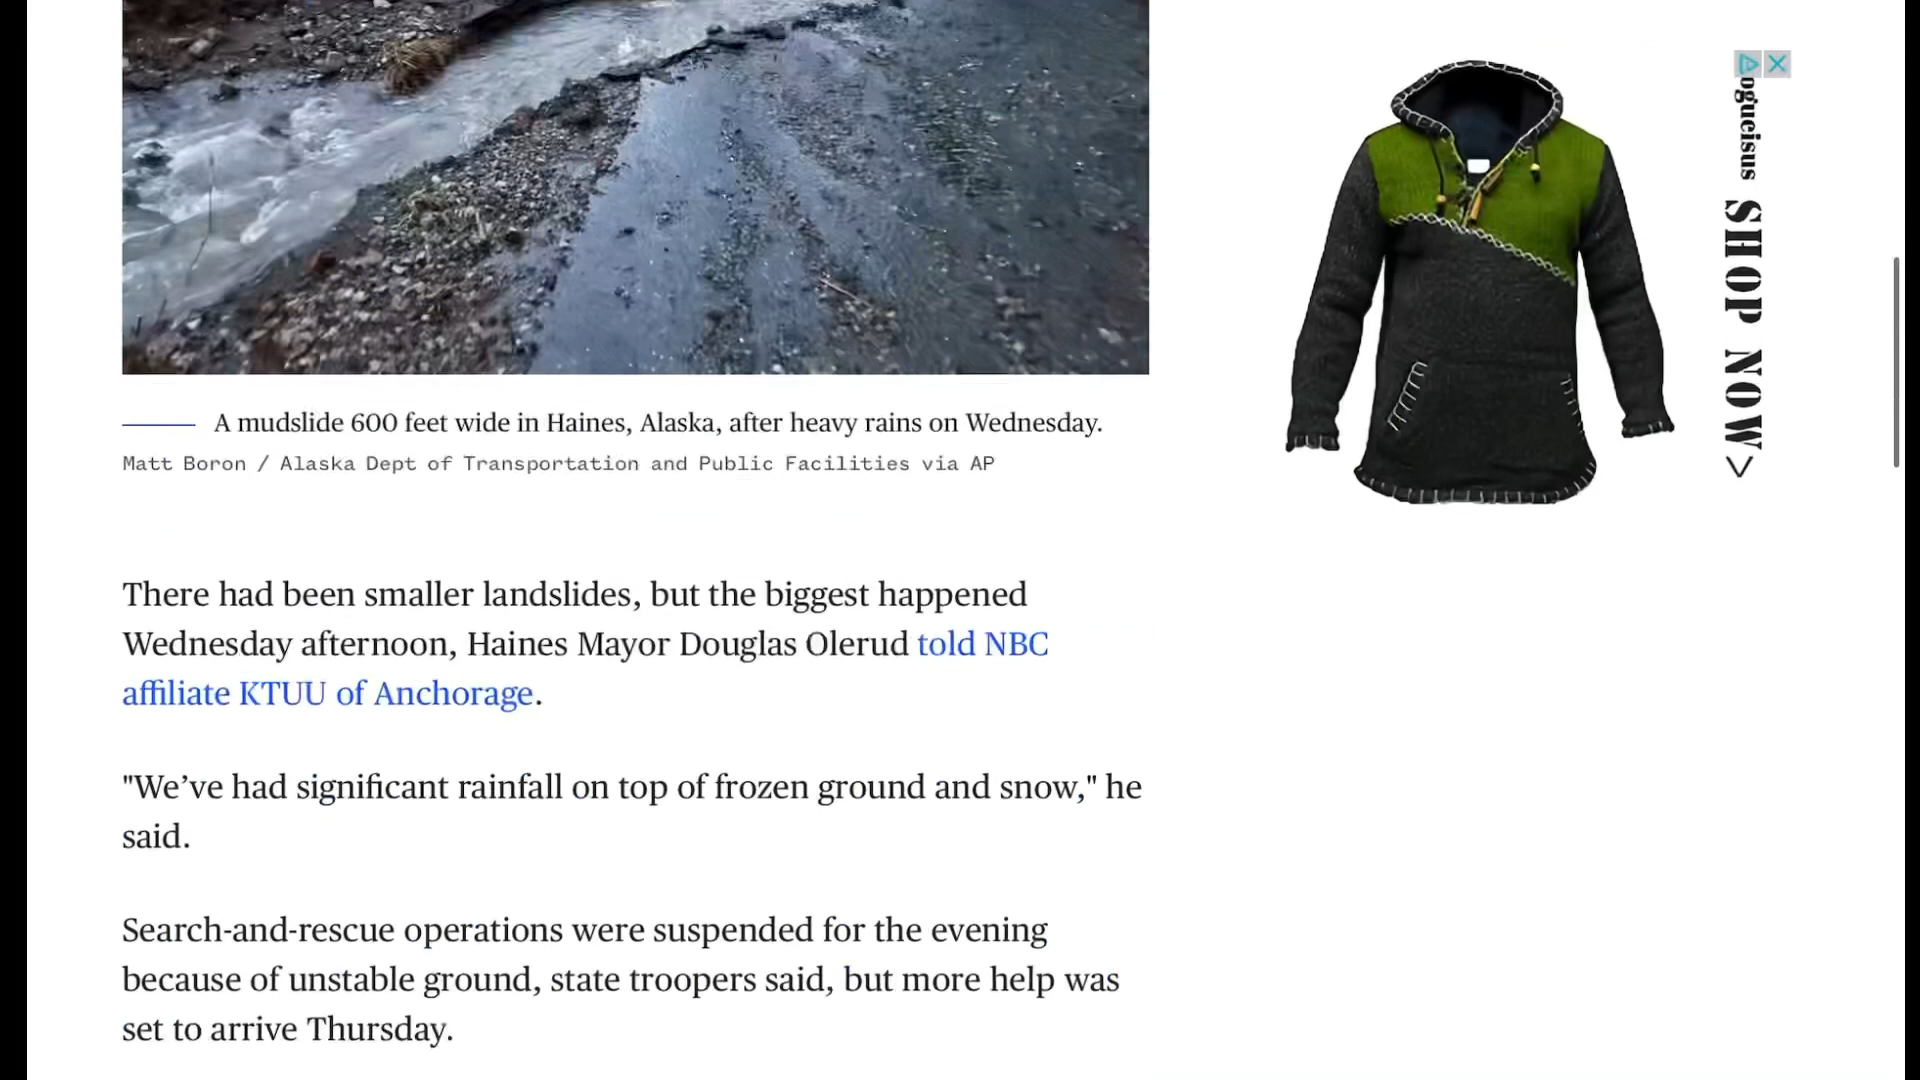 A mudslide 600 feet wide in Haines, Alaska, after heavy rains on Wednesday.
Matt Boron / Alaska Dept of Transportation and Public Facilities via AP
There had been smaller landslides, but the biggest happened
Wednesday afternoon, Haines Mayor Douglas Olerud told NBC
affiliate KTUU of Anchorage.
"We’ve had significant rainfall on top of frozen ground and snow," he
said.
Search-and-rescue operations were suspended for the evening
because of unstable ground, state troopers said, but more help was
set to arrive Thursday.
SHOP NOW >